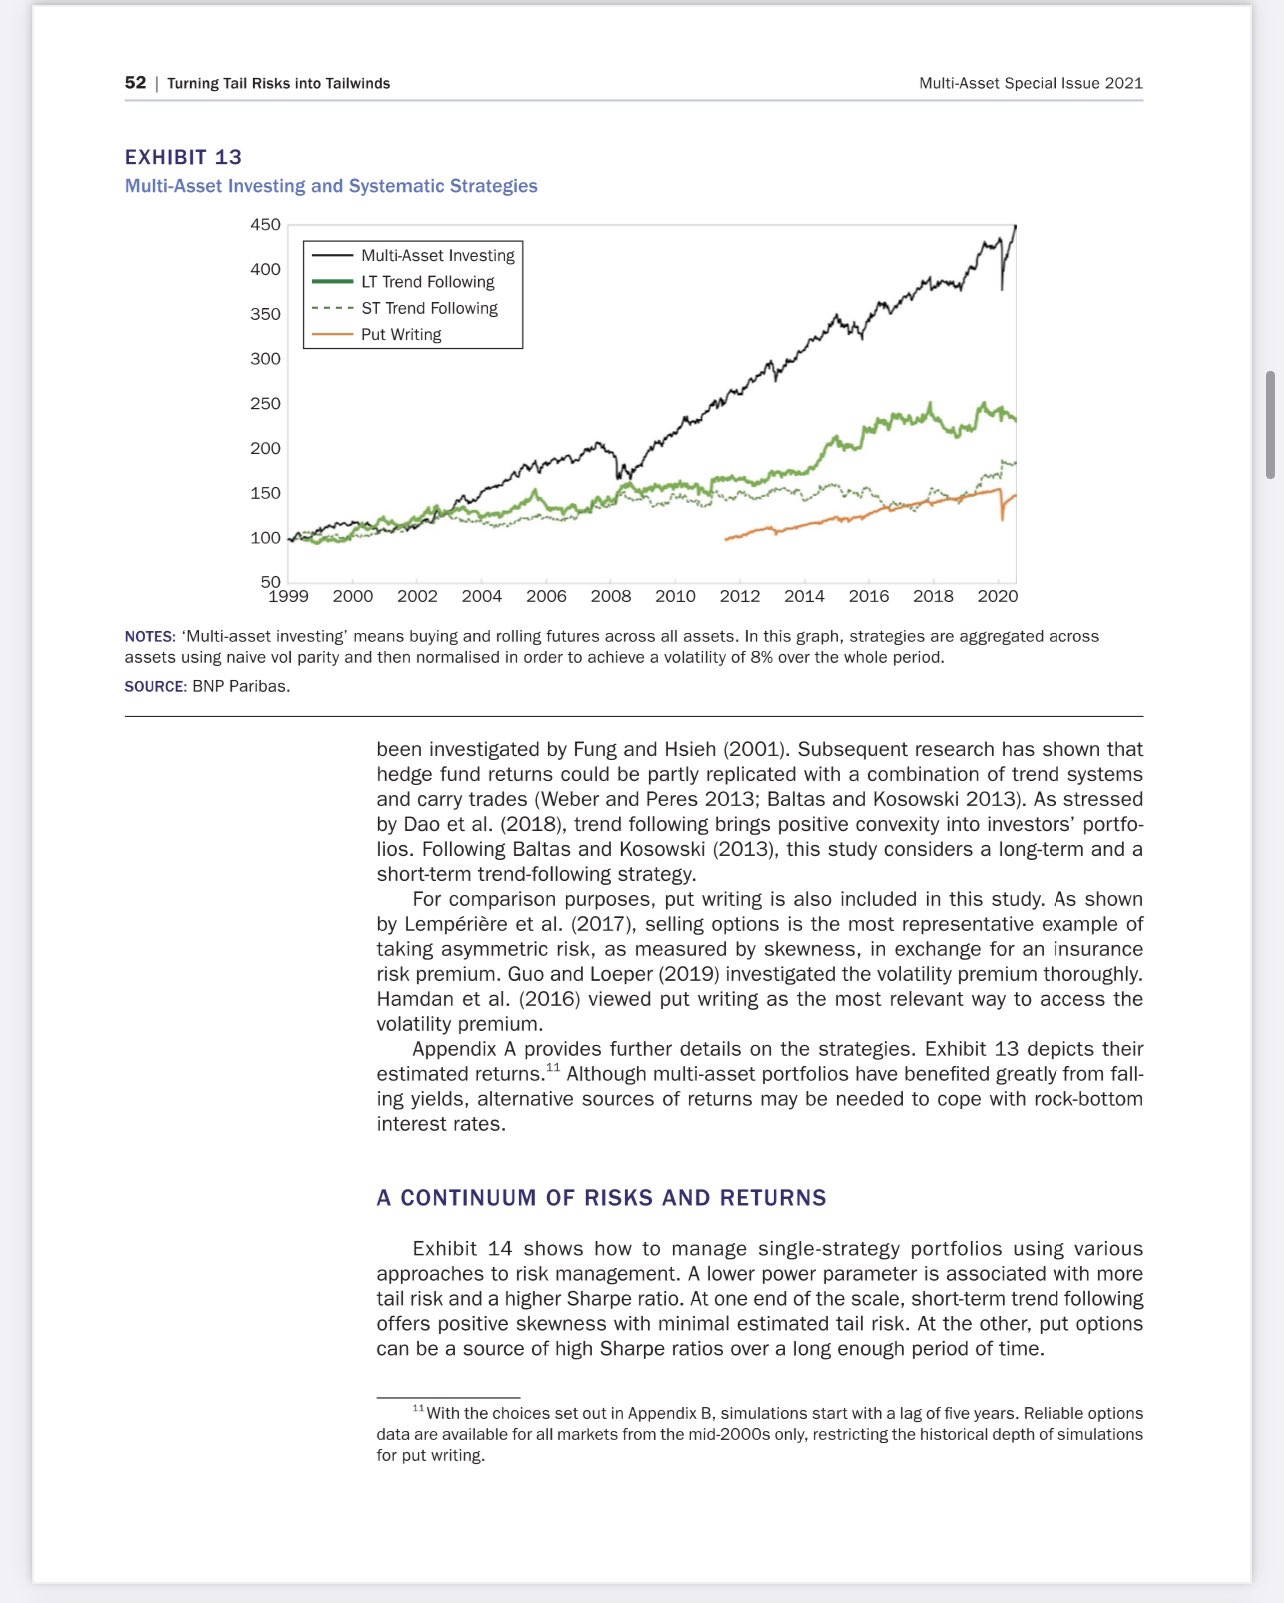 52 | Turning Tail Risks into Tailwinds
Multi-Asset Special Issue 2021
EXHIBIT 13
Multi-Asset Investing and Systematic Strategies
450
400
350
300
250
200
150
100
50
Multi-Asset Investing
LT Trend Following
ST Trend Following
Put Writing
1999 2000 2002 2004 2006 2008 2010 2012 2014 2016 2018 2020
NOTES: ‘Multi-asset investing’ means buying and rolling futures across all assets. In this graph, strategies are aggregated across
assets using naive vol parity and then normalised in order to achieve a volatility of 8% over the whole period.
SOURCE: BNP Paribas.
been investigated by Fung and Hsieh (2001). Subsequent research has shown that
hedge fund returns could be partly replicated with a combination of trend systems
and carry trades (Weber and Peres 2013; Baltas and Kosowski 2013). As stressed
by Dao et al. (2018), trend following brings positive convexity into investors’ portfo-
lios. Following Baltas and Kosowski (2013), this study considers a long-term and a
short-term trend-following strategy.
For comparison purposes, put writing is also included in this study. As shown
by Lempérière et al. (2017), selling options is the most representative example of
taking asymmetric risk, as measured by skewness, in exchange for an insurance
risk premium. Guo and Loeper (2019) investigated the volatility premium thoroughly.
Hamdan et al. (2016) viewed put writing as the most relevant way to access the
volatility premium.
Appendix A provides further details on the strategies. Exhibit 13 depicts their
estimated returns.11 Although multi-asset portfolios have benefited greatly from fall-
ing yields, alternative sources of returns may be needed to cope with rock-bottom
interest rates.
A CONTINUUM OF RISKS AND RETURNS
Exhibit 14 shows how to manage single-strategy portfolios using various
approaches to risk management. A lower power parameter is associated with more
tail risk and a higher Sharpe ratio. At one end of the scale, short-term trend following
offers positive skewness with minimal estimated tail risk. At the other, put options
can be a source of high Sharpe ratios over a long enough period of time.
11 With the choices set out in Appendix B, simulations start with a lag of five years. Reliable options
data are available for all markets from the mid-2000s only, restricting the historical depth of simulations
for put writing.